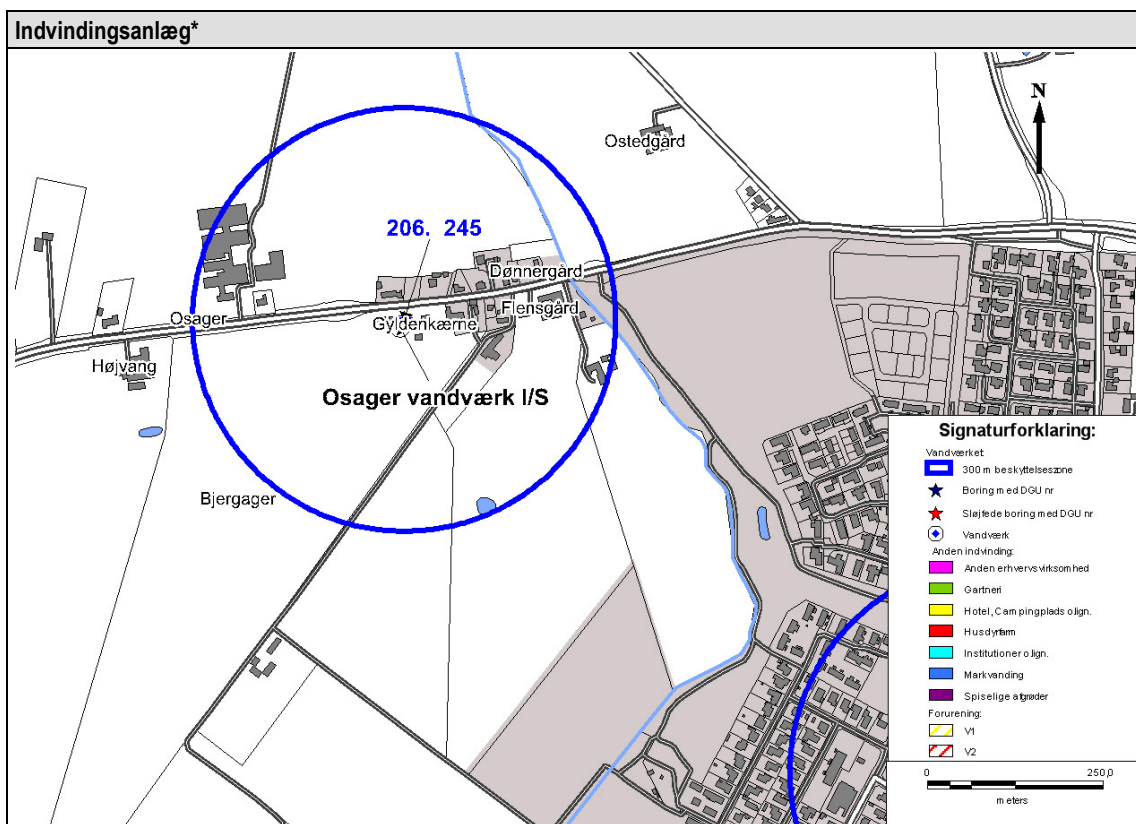 Indvindingsanlæg*
N
Ostedgård
206. 245
Dønnergård
Flensgård
Osager
Gyldenkærne
Højvang
Osager vandværk I/S
Bjergager
Signaturforklaring:
Vandværket:
300 m beskyttelseszone
Boring med DGU nr
Sløjfede boring med DGU nr
Vandværk
Anden indvinding:
Anden erhvervsvirksomhed
Gartneri
Hotel, Campingplads o.lign.
Husdyrfarm
Institutioner o.lign.
Markvanding
Spiselige afgrøder
Forurening:
V1
V2
0 250,0
meters